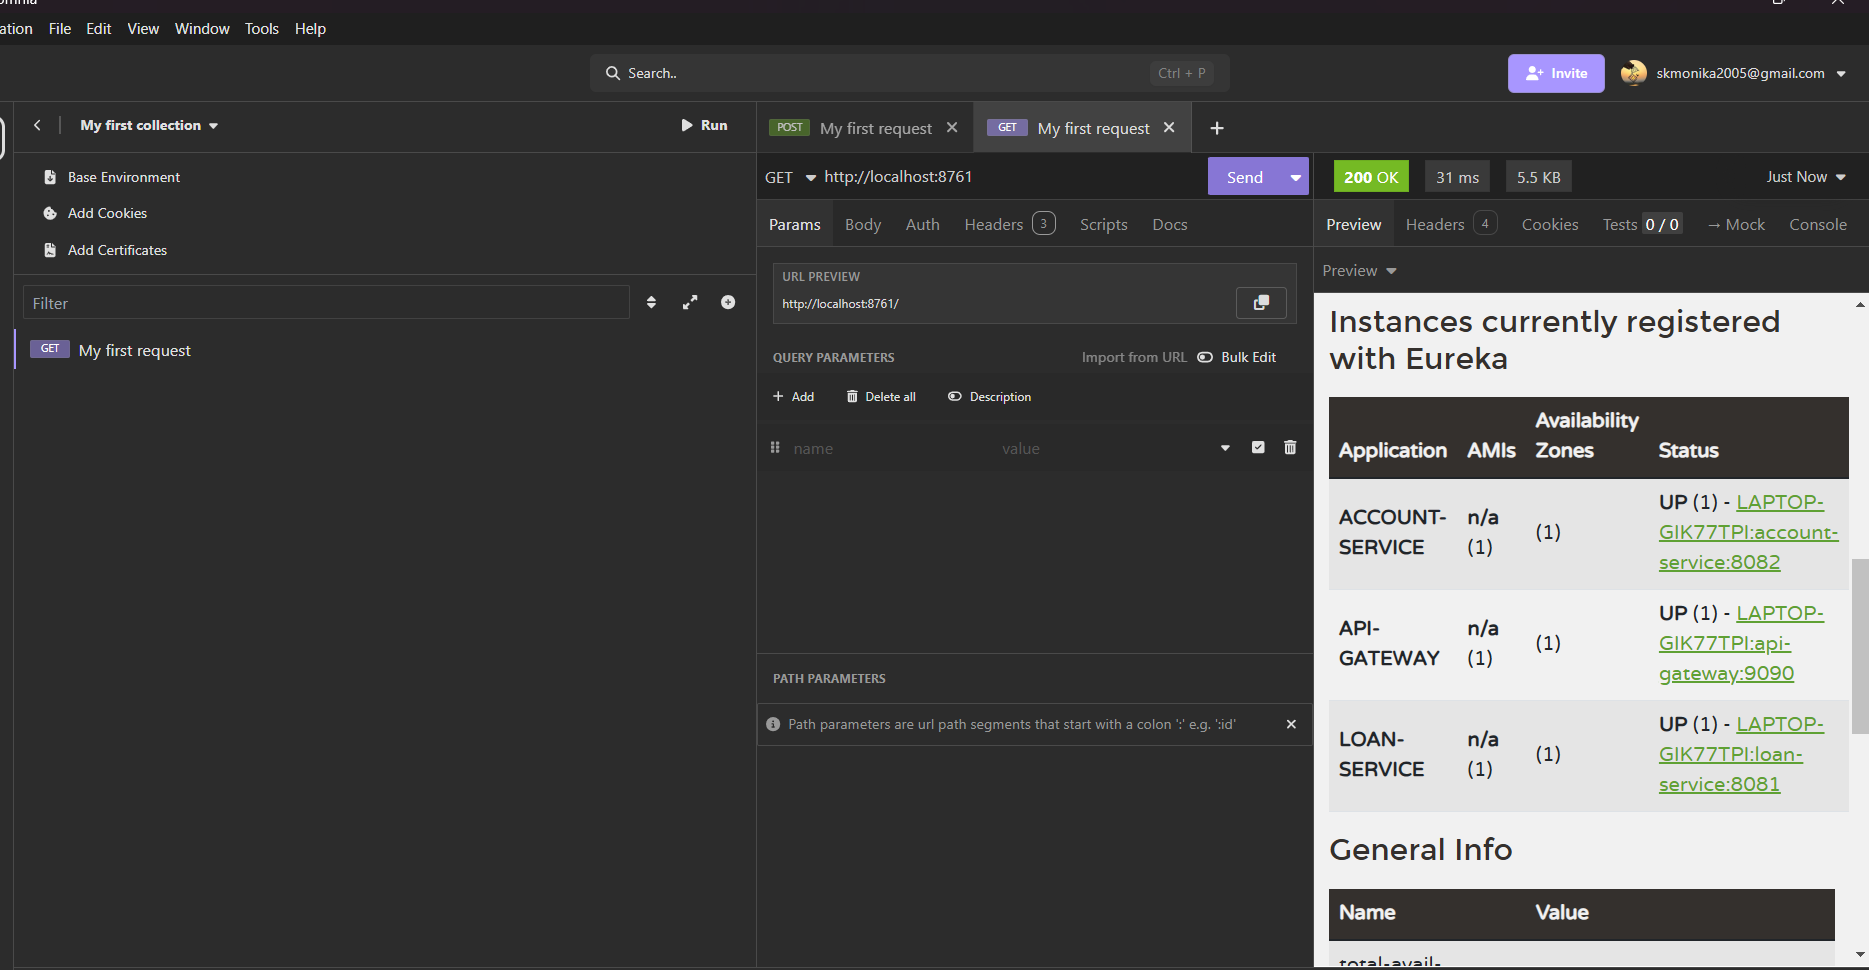 ation File Edit View Window Tools Help
Search.. Ctrl + P
Invite
skmonika2005@gmail.com
My first collection
Run
Base Environment
Add Cookies
Add Certificates
Filter
GET My first request
POST My first request
GET My first request
GET http://localhost:8761
Send
Params Body Auth Headers 3 Scripts Docs
URL PREVIEW
http://localhost:8761/
QUERY PARAMETERS
Import from URL Bulk Edit
Add Delete all Description
name value
PATH PARAMETERS
Path parameters are url path segments that start with a colon ':' e.g. ':id'
200 OK 31 ms 5.5 KB Just Now
Preview Headers 4 Cookies Tests 0 / 0 → Mock Console
Preview
Instances currently registered
with Eureka
Application AMIs Availability Zones Status
ACCOUNT-
SERVICE
n/a
(1)
(1)
UP (1) - LAPTOP-
GIK77TPI:account-
service:8082
API-
GATEWAY
n/a
(1)
(1)
UP (1) - LAPTOP-
GIK77TPI:api-
gateway:9090
LOAN-
SERVICE
n/a
(1)
(1)
UP (1) - LAPTOP-
GIK77TPI:loan-
service:8081
General Info
Name Value
total-avail-